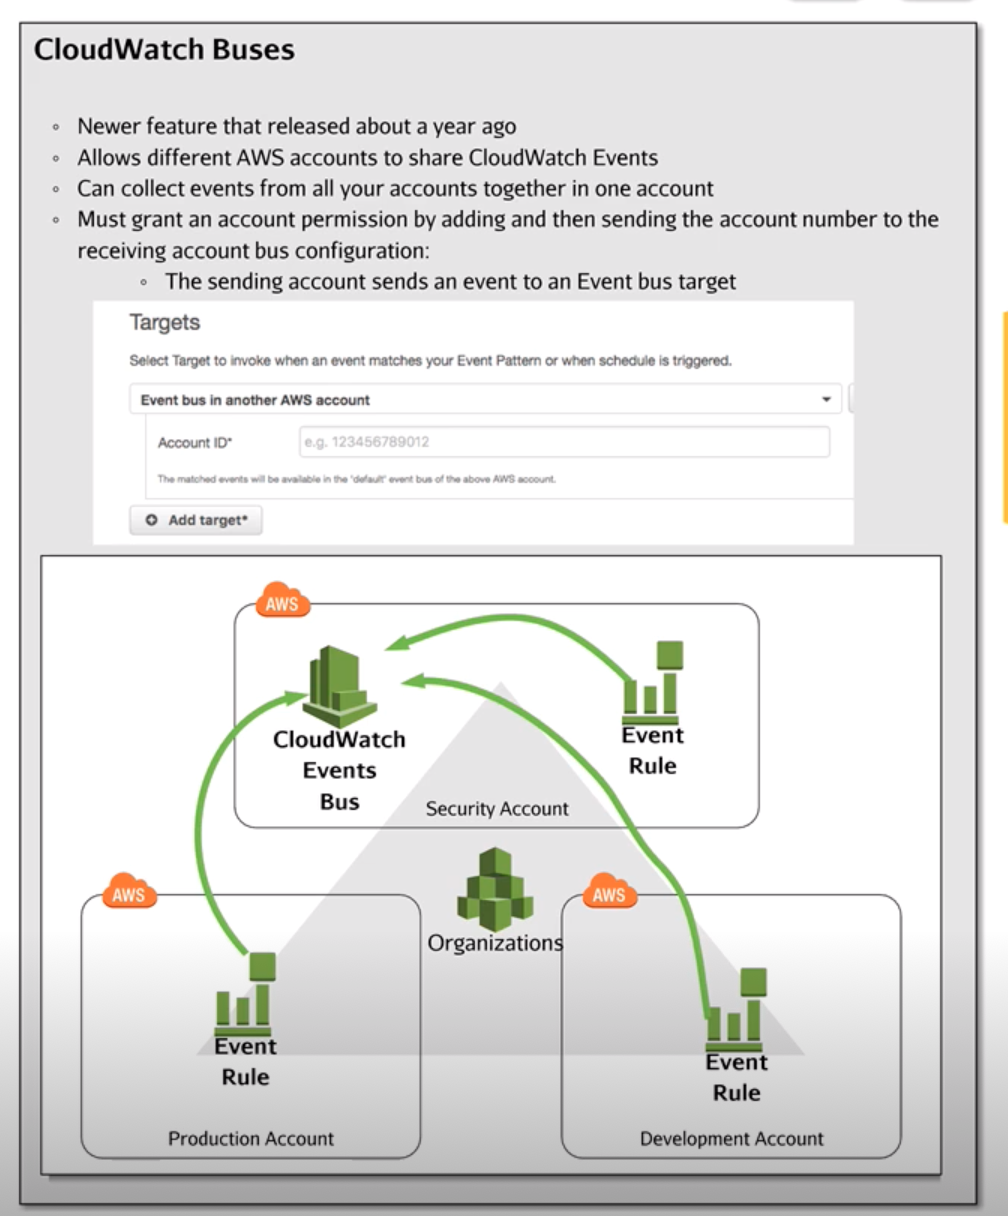 CloudWatch Buses
◦ Newer feature that released about a year ago
◦ Allows different AWS accounts to share CloudWatch Events
◦ Can collect events from all your accounts together in one account
◦ Must grant an account permission by adding and then sending the account number to the
receiving account bus configuration:
◦ The sending account sends an event to an Event bus target
Targets
Select Target to invoke when an event matches your Event Pattern or when schedule is triggered.
Event bus in another AWS account
Account ID* e.g. 123456789012
The matched events will be available in the 'default' event bus of the above AWS account.
Add target*
AWS
CloudWatch
Events
Bus
Event
Rule
Security Account
AWS
AWS
Organizations
Event
Rule
Production Account
Event
Rule
Development Account